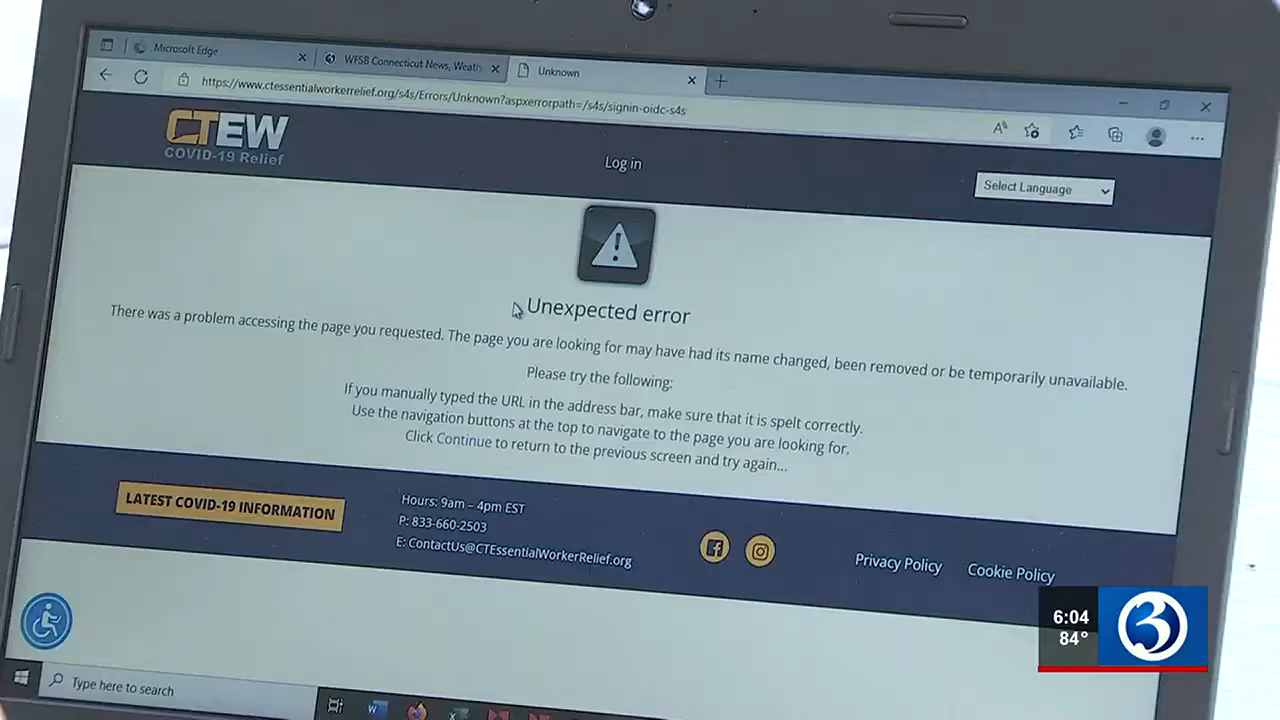 Microsoft Edge
WFSB Connecticut News, Weath
Unknown
https://www.ctessentialworkerrelief.org/s4s/Errors/Unknown?aspxerrorpath=/s4s/signin-oidc-s4s
CTEW
COVID-19 Relief
Log in
Select Language
Unexpected error
There was a problem accessing the page you requested. The page you are looking for may have had its name changed, been removed or be temporarily unavailable.
Please try the following:
If you manually typed the URL in the address bar, make sure that it is spelt correctly.
Use the navigation buttons at the top to navigate to the page you are looking for.
Click Continue to return to the previous screen and try again...
LATEST COVID-19 INFORMATION
Hours: 9am – 4pm EST
P: 833-660-2503
E: ContactUs@CTEssentialWorkerRelief.org
Privacy Policy
Cookie Policy
6:04
84°
3
Type here to search